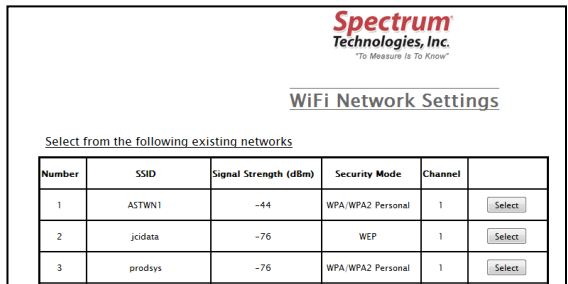 Spectrum
Technologies, Inc.
"To Measure Is To Know"
WiFi Network Settings
Select from the following existing networks
Number SSID Signal Strength (dBm) Security Mode Channel
1 ASTWN1 -44 WPA/WPA2 Personal 1 Select
2 jcidata -76 WEP 1 Select
3 prodsys -76 WPA/WPA2 Personal 1 Select